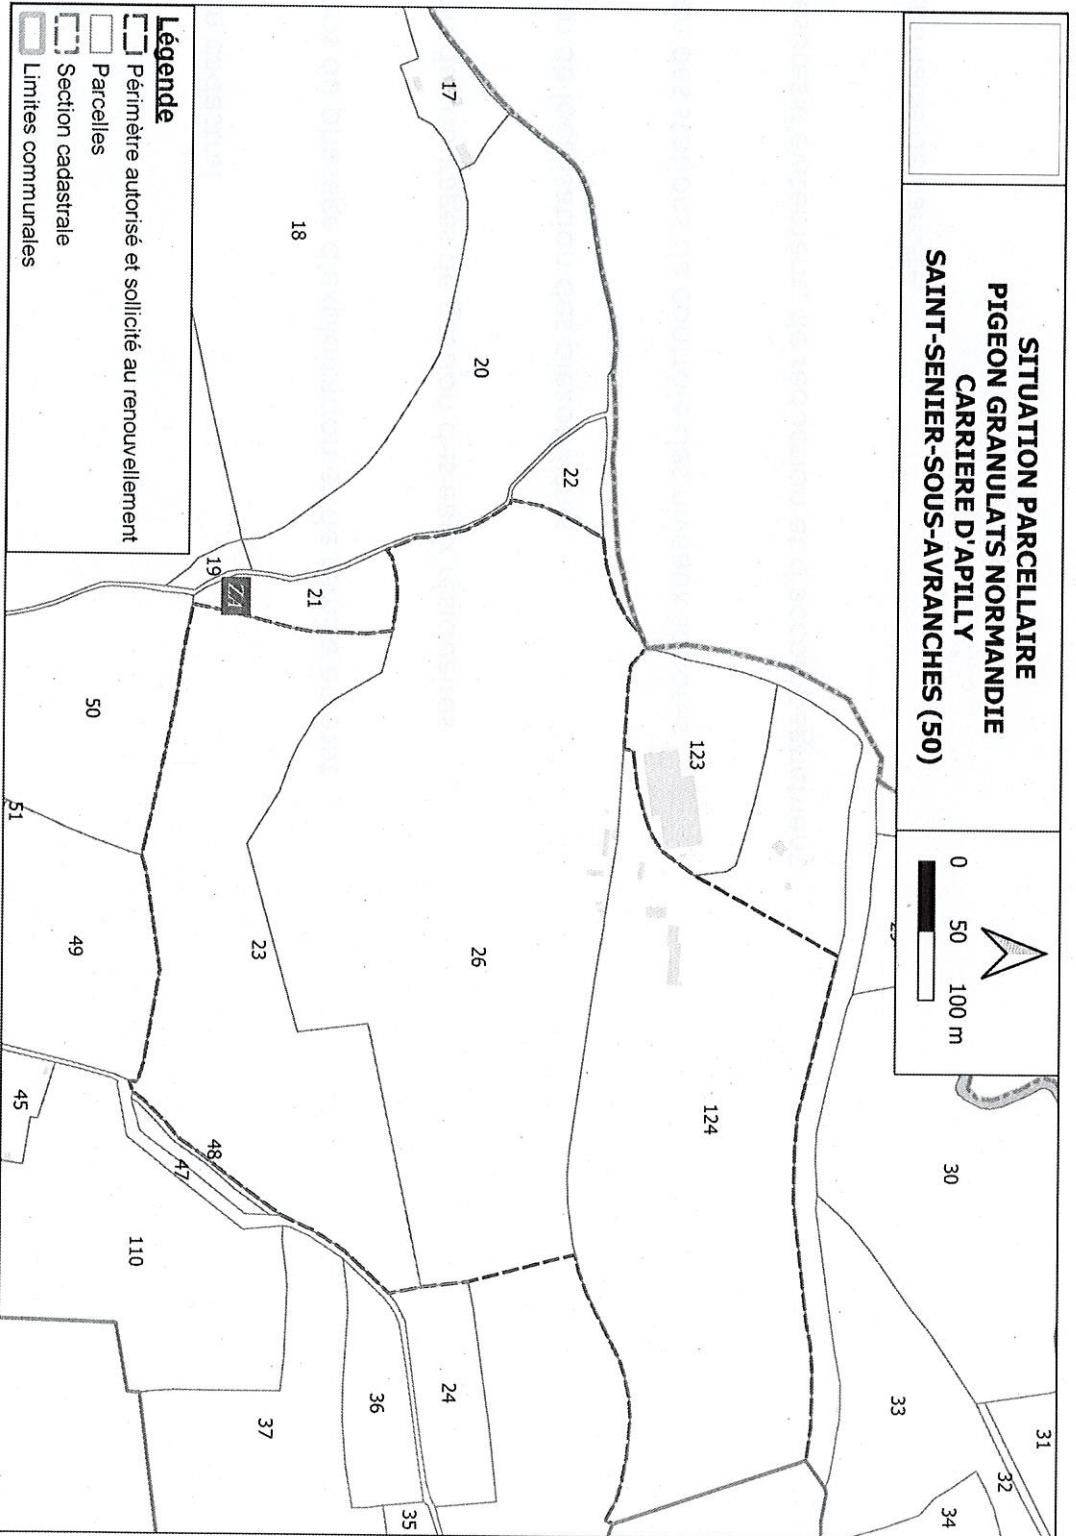 SITUATION PARCELLAIRE
PIGEON GRANULATS NORMANDIE
CARRIERE D'APILLY
SAINT-SENIER-SOUS-AVRANCHES (50)
0 50 100 m
Légende
Périmètre autorisé et sollicité au renouvellement
Parcelles
Section cadastrale
Limites communales
17
18
20
22
19
ZA
21
50
51
49
23
26
123
124
30
31
32
33
34
45
48
47
110
24
36
37
35